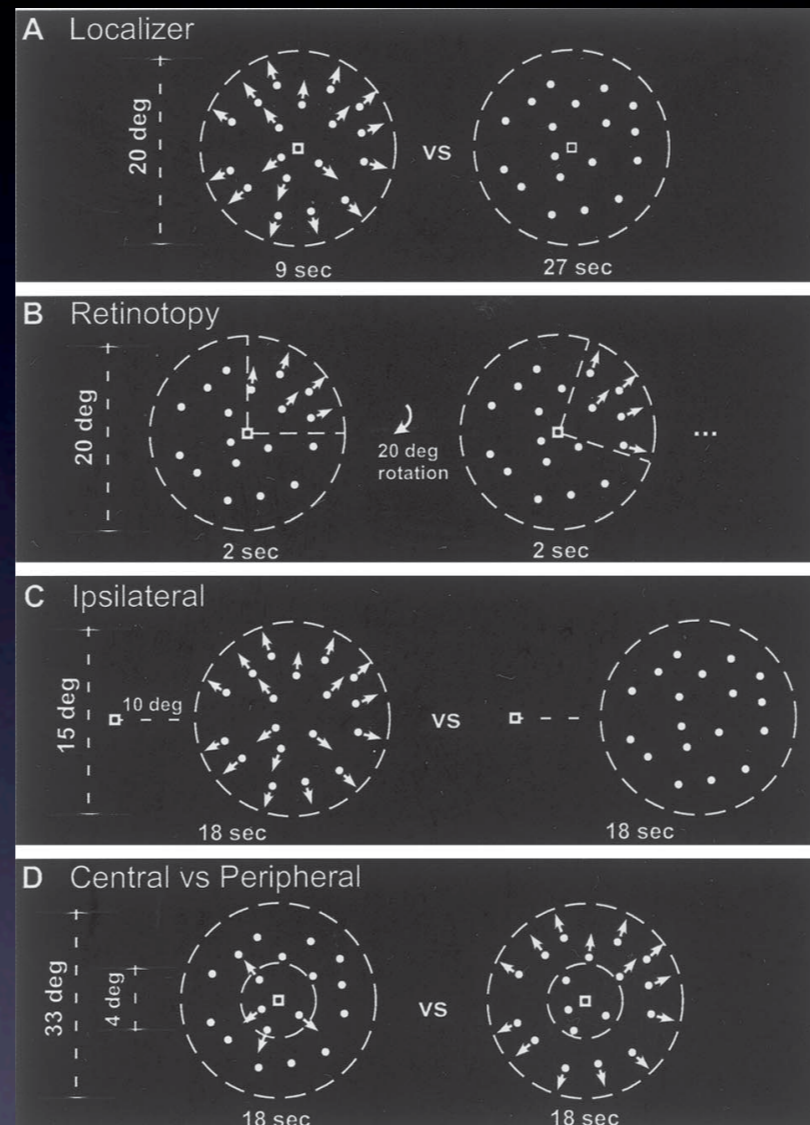 A Localizer
20 deg
vs
9 sec
27 sec
B Retinotopy
20 deg
20 deg
rotation
...
2 sec
2 sec
C Ipsilateral
15 deg
10 deg
vs
18 sec
18 sec
D Central vs Peripheral
33 deg
4 deg
vs
18 sec
18 sec